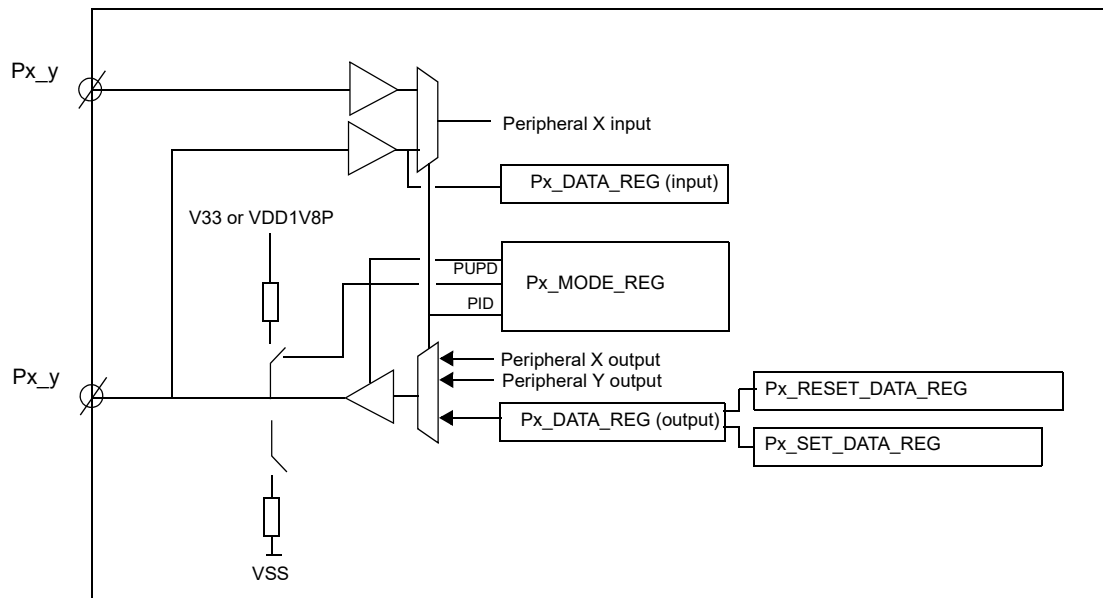 Px_y
Peripheral X input
Px_DATA_REG (input)
V33 or VDD1V8P
PUPD
Px_MODE_REG
PID
Px_y
Peripheral X output
Peripheral Y output
Px_DATA_REG (output)
Px_RESET_DATA_REG
Px_SET_DATA_REG
VSS